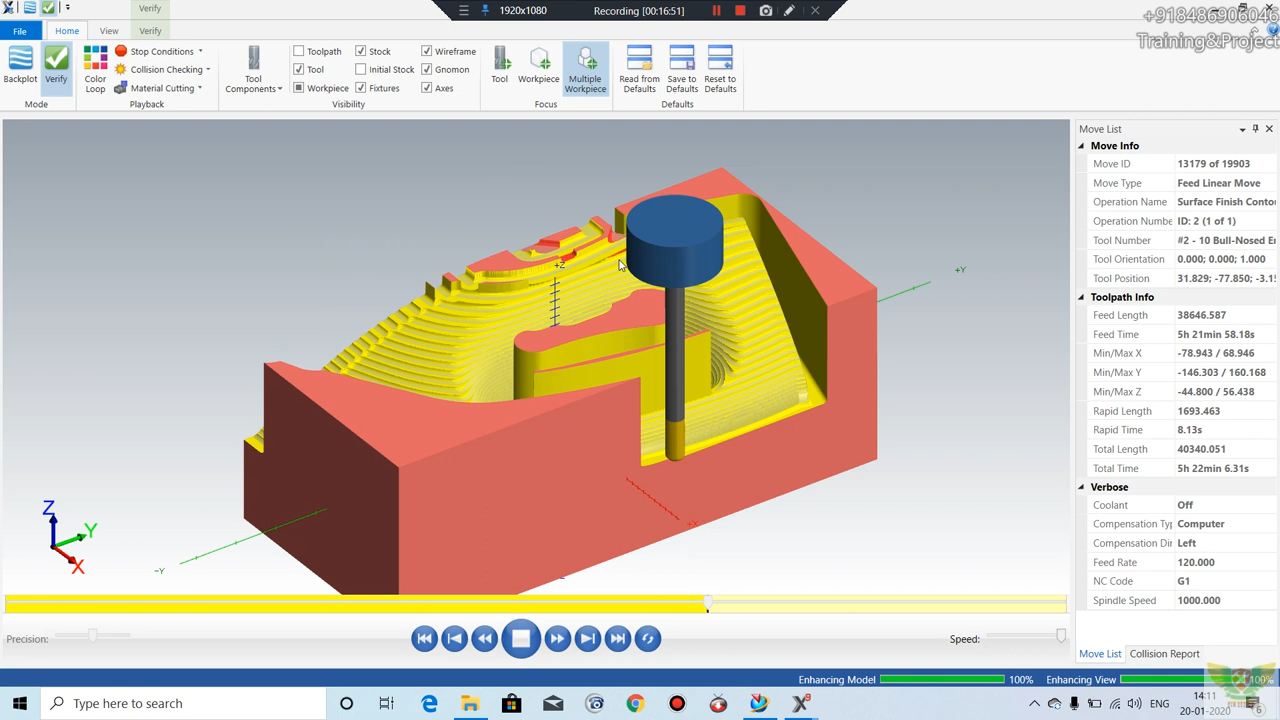 Verify
1920x1080
Recording [00:16:51]
+918486906046
Training&Project
File
Home
View
Verify
Backplot
Verify
Mode
Color Loop
Stop Conditions
Collision Checking
Material Cutting
Playback
Tool Components
Toolpath
Stock
Wireframe
Tool
Initial Stock
Gnomon
Workpiece
Fixtures
Axes
Visibility
Tool
Workpiece
Multiple Workpiece
Focus
Read from Defaults
Save to Defaults
Reset to Defaults
Defaults
Move List
Move Info
Move ID 13179 of 19903
Move Type Feed Linear Move
Operation Name Surface Finish Conto
Operation Numbe ID: 2 (1 of 1)
Tool Number #2 - 10 Bull-Nosed E
Tool Orientation 0.000; 0.000; 1.000
Tool Position 31.829; -77.850; -3.1
Toolpath Info
Feed Length 38646.587
Feed Time 5h 21min 58.18s
Min/Max X -78.943 / 68.946
Min/Max Y -146.303 / 160.168
Min/Max Z -44.800 / 56.438
Rapid Length 1693.463
Rapid Time 8.13s
Total Length 40340.051
Total Time 5h 22min 6.31s
Verbose
Coolant Off
Compensation Typ Computer
Compensation Dir Left
Feed Rate 120.000
NC Code G1
Spindle Speed 1000.000
+Z
+Y
+X
-Y
Z
Y
X
Precision:
Speed:
Move List
Collision Report
Enhancing Model 100%
Enhancing View 100%
Type here to search
ENG
14:11
20-01-2020
6